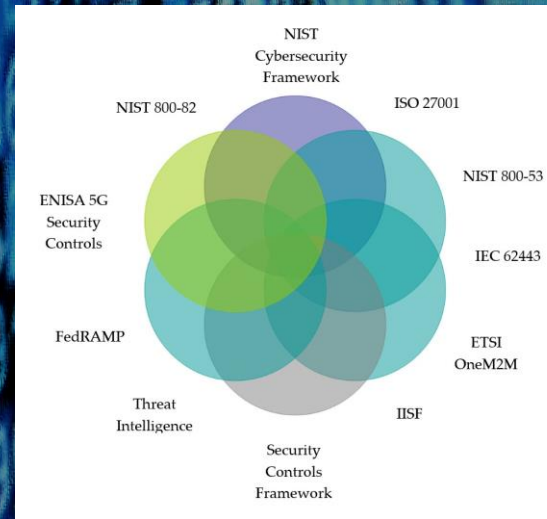 NIST
Cybersecurity
Framework
NIST 800-82
ISO 27001
ENISA 5G
Security
Controls
NIST 800-53
IEC 62443
FedRAMP
ETSI
OneM2M
Threat
Intelligence
IISF
Security
Controls
Framework